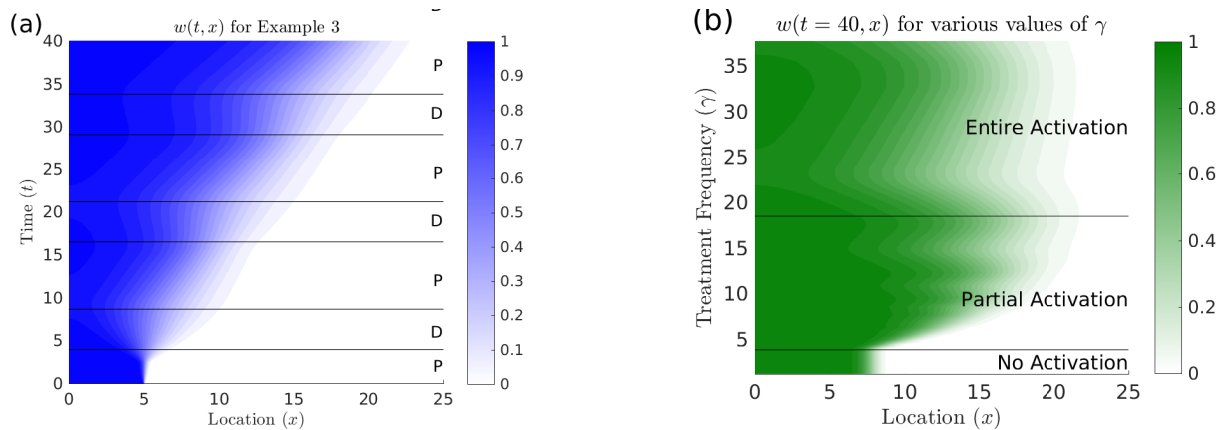 (a)
w(t, x) for Example 3
40
35
30
25
20
15
10
5
0
Time (t)
P
D
P
D
P
D
P
0 5 10 15 20 25
Location (x)
1
0.9
0.8
0.7
0.6
0.5
0.4
0.3
0.2
0.1
0
(b)
w(t = 40, x) for various values of γ
35
30
25
20
15
10
5
Treatment Frequency (γ)
Entire Activation
Partial Activation
No Activation
0 5 10 15 20 25
Location (x)
1
0.8
0.6
0.4
0.2
0